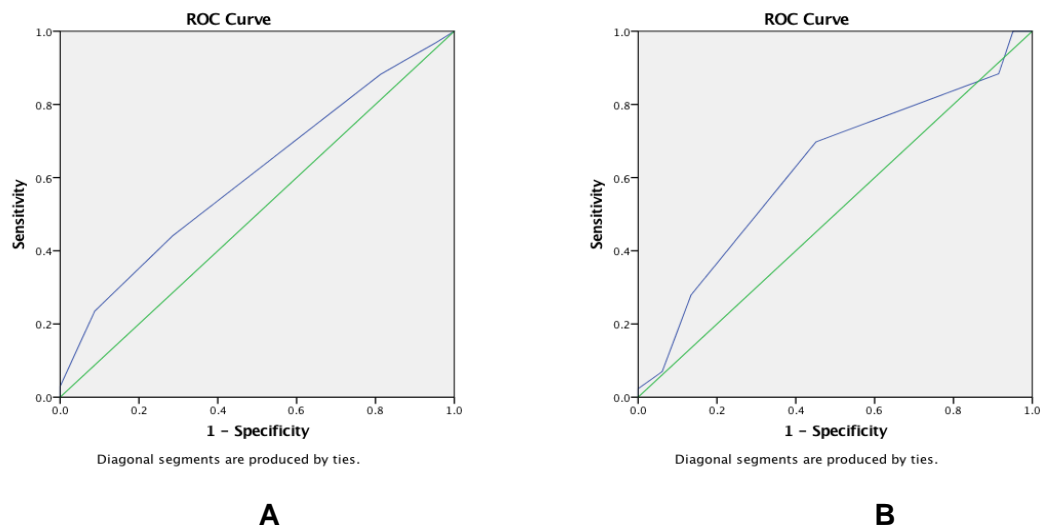 ROC Curve
1.0
0.8
0.6
0.4
0.2
0.0
Sensitivity
0.0 0.2 0.4 0.6 0.8 1.0
1 – Specificity
Diagonal segments are produced by ties.
A
ROC Curve
1.0
0.8
0.6
0.4
0.2
0.0
Sensitivity
0.0 0.2 0.4 0.6 0.8 1.0
1 – Specificity
Diagonal segments are produced by ties.
B